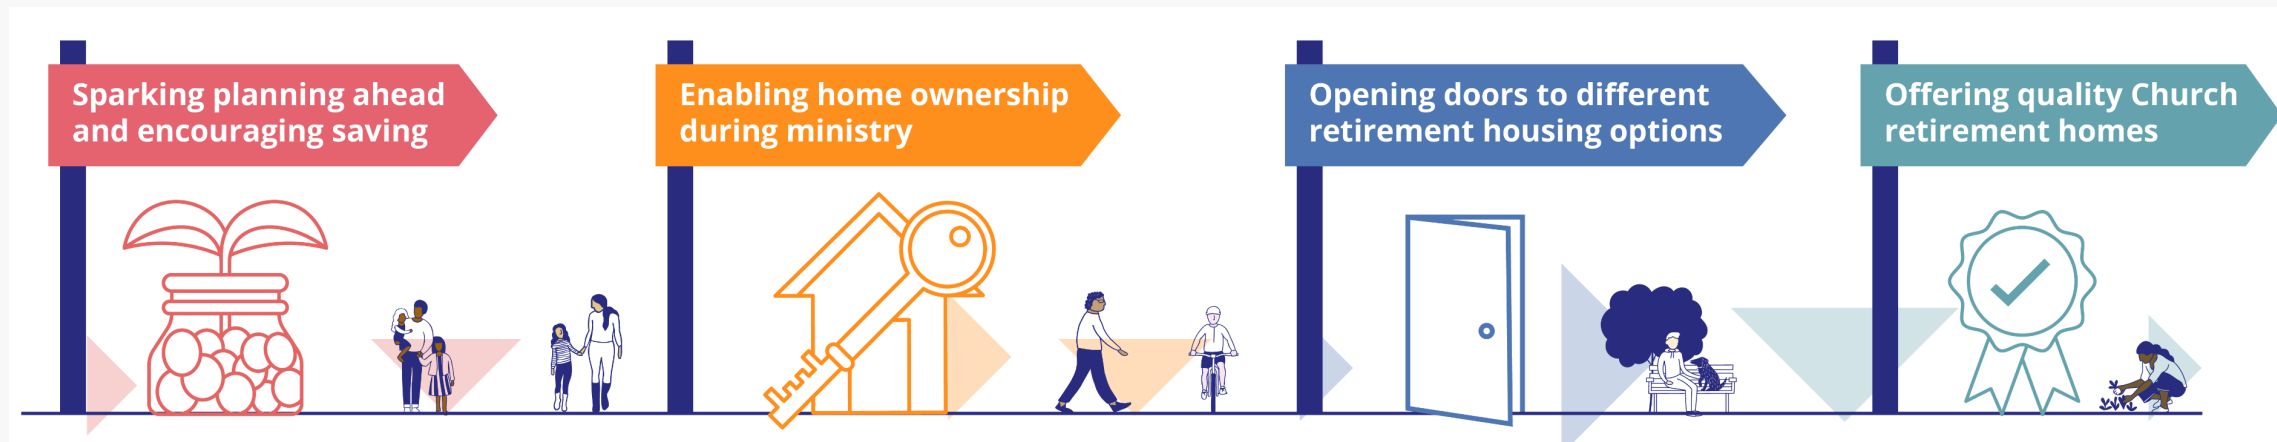 Sparking planning ahead
and encouraging saving
Enabling home ownership
during ministry
Opening doors to different
retirement housing options
Offering quality Church
retirement homes